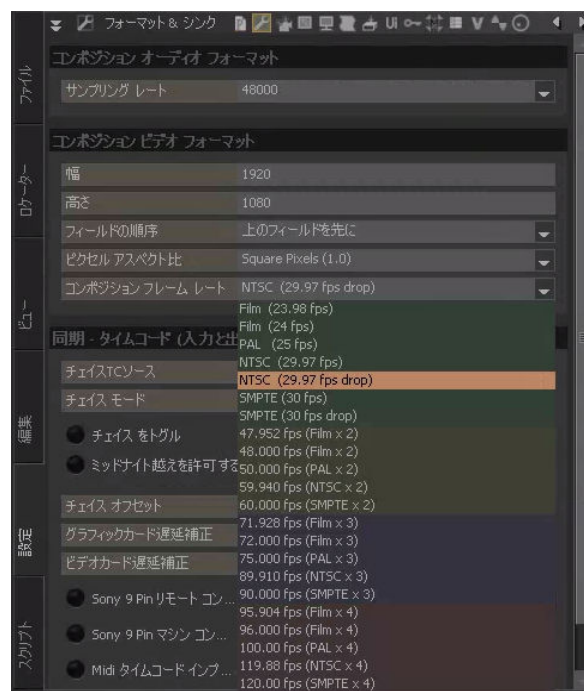 フォーマット & シンク
Ui
V
コンポジション オーディオ フォーマット
サンプリング レート 48000
コンポジション ビデオ フォーマット
幅 1920
高さ 1080
フィールドの順序 上のフィールドを先に
ピクセル アスペクト比 Square Pixels (1.0)
コンポジション フレーム レート NTSC (29.97 fps drop)
Film (23.98 fps)
Film (24 fps)
PAL (25 fps)
NTSC (29.97 fps)
NTSC (29.97 fps drop)
SMPTE (30 fps)
SMPTE (30 fps drop)
47.952 fps (Film x 2)
48.000 fps (Film x 2)
50.000 fps (PAL x 2)
59.940 fps (NTSC x 2)
60.000 fps (SMPTE x 2)
71.928 fps (Film x 3)
72.000 fps (Film x 3)
75.000 fps (PAL x 3)
89.910 fps (NTSC x 3)
90.000 fps (SMPTE x 3)
95.904 fps (Film x 4)
96.000 fps (Film x 4)
100.00 fps (PAL x 4)
119.88 fps (NTSC x 4)
120.00 fps (SMPTE x 4)
同期 - タイムコード (入力と出
チェイスTCソース
チェイス モード
チェイス をトグル
ミッドナイト越えを許可する
チェイス オフセット
グラフィックカード遅延補正
ビデオカード遅延補正
Sony 9 Pin リモート コン...
Sony 9 Pin マシン コン...
Midi タイムコード インプ...
ファイル
ロケーター
ビュー
編集
設定
スクリプト